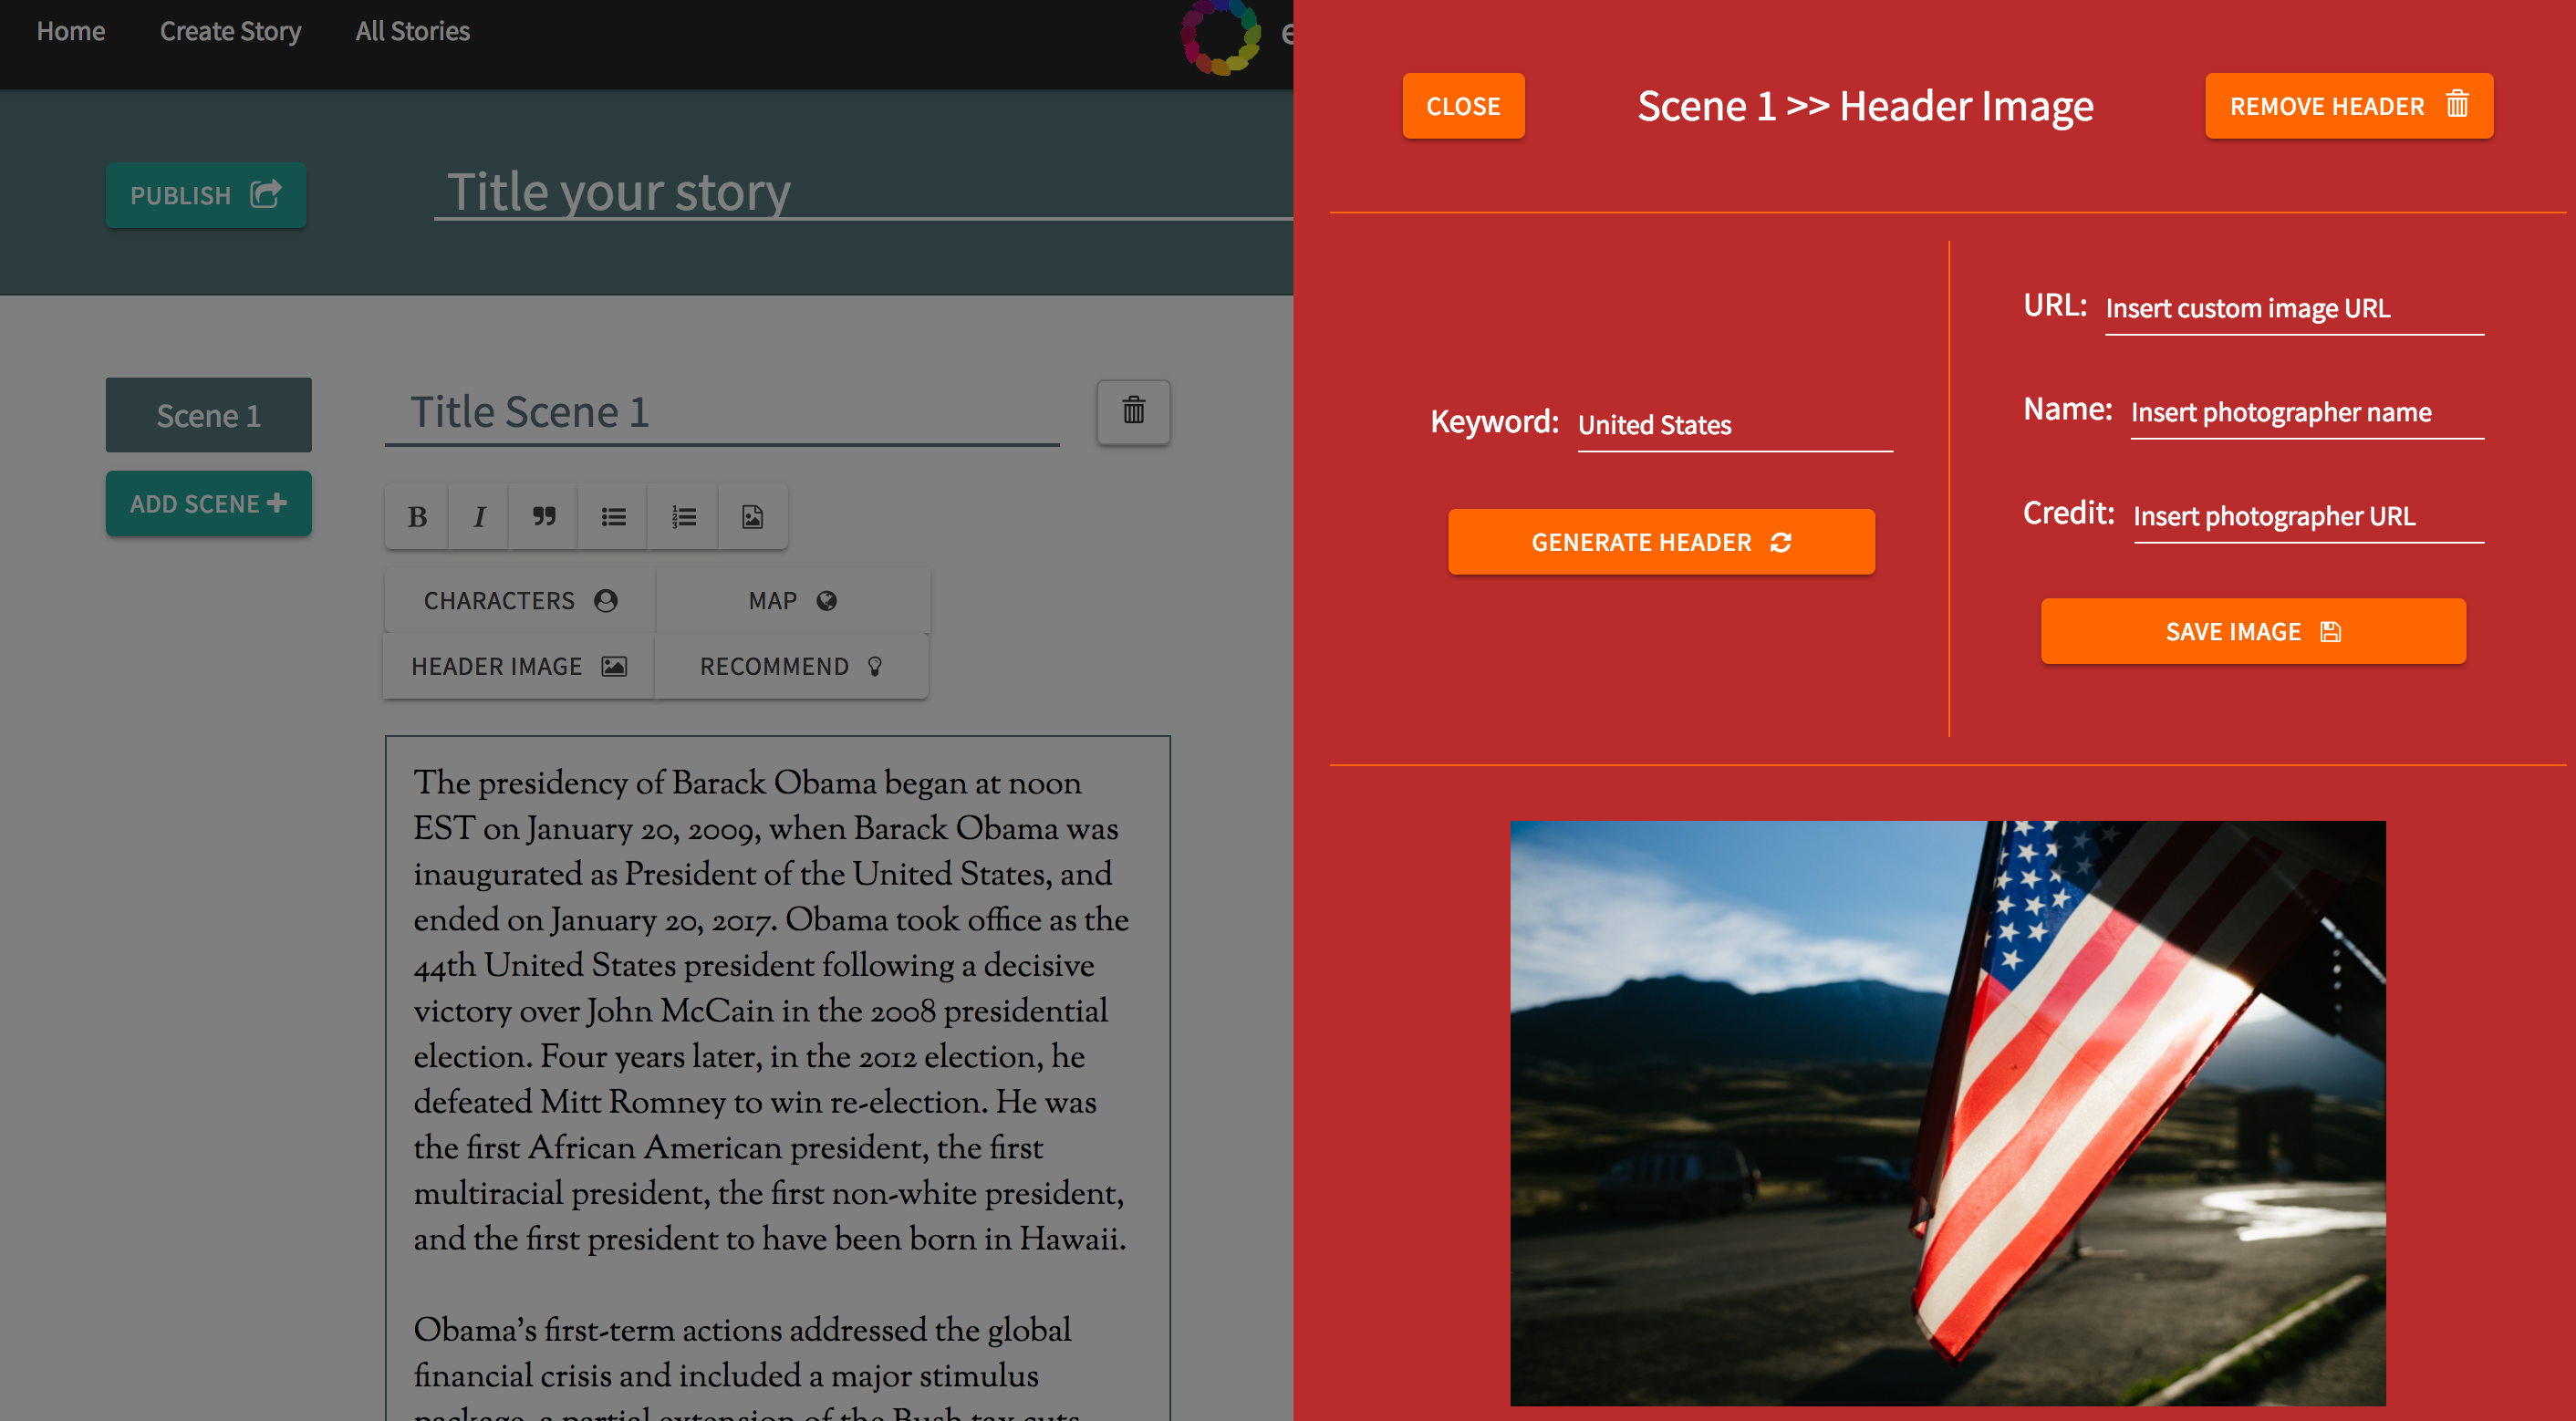 Home Create Story All Stories
e
PUBLISH
Title your story
Scene 1
ADD SCENE
Title Scene 1
B I
CHARACTERS MAP
HEADER IMAGE RECOMMEND
The presidency of Barack Obama began at noon
EST on January 20, 2009, when Barack Obama was
inaugurated as President of the United States, and
ended on January 20, 2017. Obama took office as the
44th United States president following a decisive
victory over John McCain in the 2008 presidential
election. Four years later, in the 2012 election, he
defeated Mitt Romney to win re-election. He was
the first African American president, the first
multiracial president, the first non-white president,
and the first president to have been born in Hawaii.
Obama’s first-term actions addressed the global
financial crisis and included a major stimulus
package, a partial extension of the Bush tax cuts
CLOSE
Scene 1 >> Header Image
REMOVE HEADER
Keyword: United States
GENERATE HEADER
URL: Insert custom image URL
Name: Insert photographer name
Credit: Insert photographer URL
SAVE IMAGE